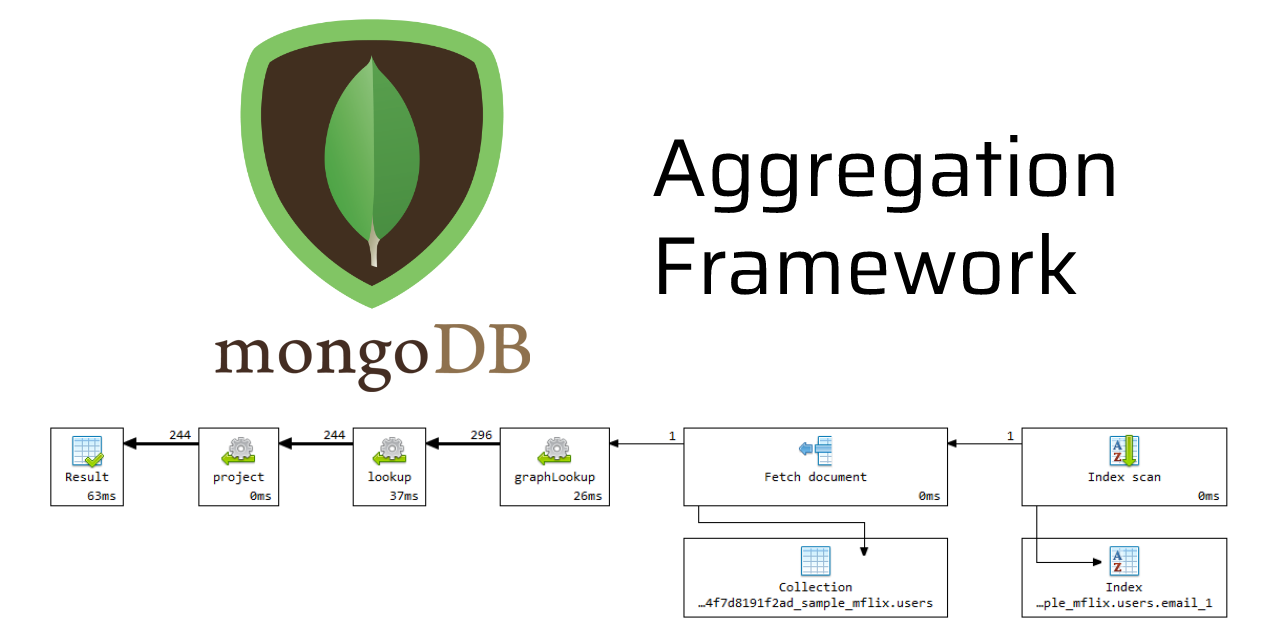 mongoDB
Aggregation
Framework
244
244
296
1
1
Result
63ms
project
0ms
lookup
37ms
graphLookup
26ms
Fetch document
0ms
A
Z
Index scan
0ms
Collection
…4f7d8191f2ad_sample_mflix.users
A
Z
Index
…ple_mflix.users.email_1